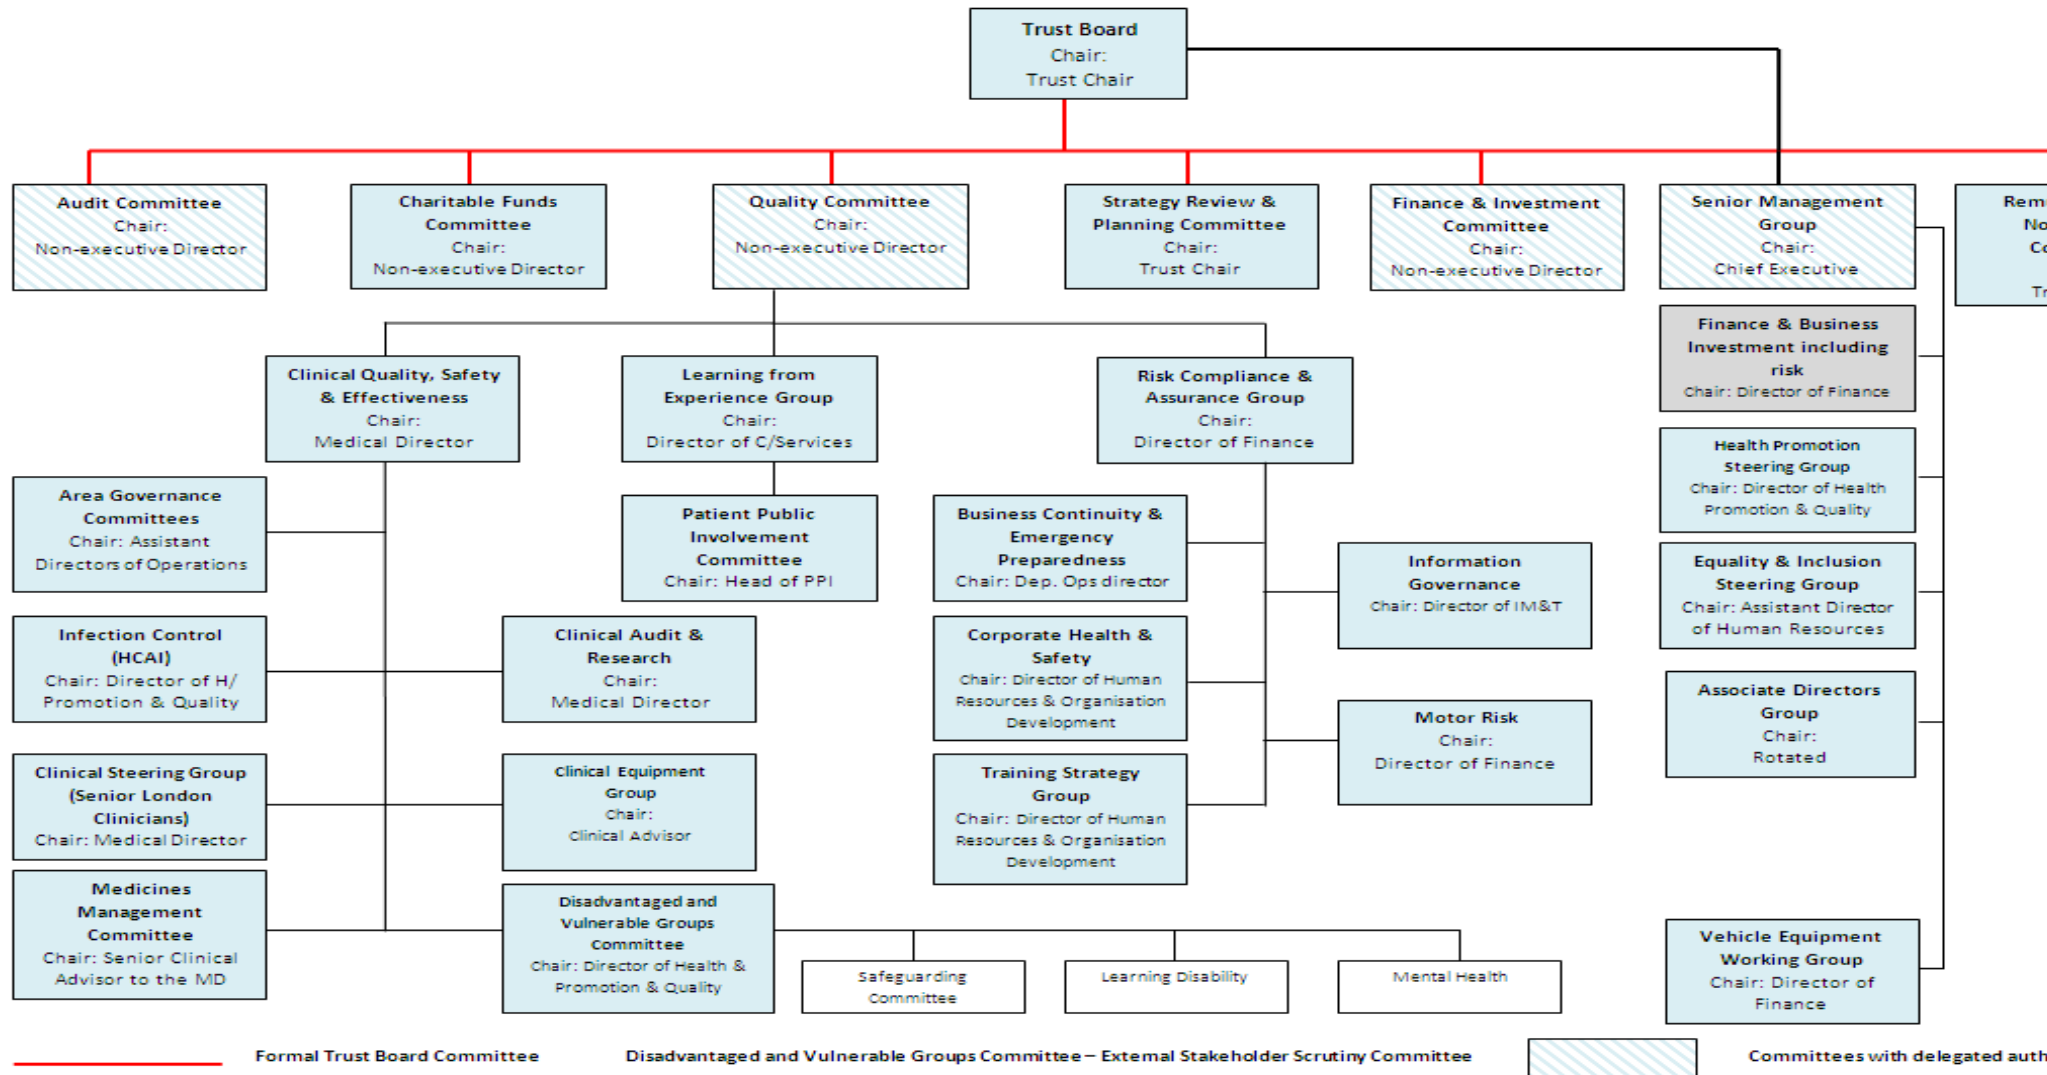 Trust Board
Chair:
Trust Chair
Audit Committee
Chair:
Non-executive Director
Charitable Funds
Committee
Chair:
Non-executive Director
Quality Committee
Chair:
Non-executive Director
Strategy Review &
Planning Committee
Chair:
Trust Chair
Finance & Investment
Committee
Chair:
Non-executive Director
Senior Management
Group
Chair:
Chief Executive
Rem
No
Co
Tr
Finance & Business
Investment including
risk
Chair: Director of Finance
Clinical Quality, Safety
& Effectiveness
Chair:
Medical Director
Learning from
Experience Group
Chair:
Director of C/Services
Risk Compliance &
Assurance Group
Chair:
Director of Finance
Health Promotion
Steering Group
Chair: Director of Health
Promotion & Quality
Area Governance
Committees
Chair: Assistant
Directors of Operations
Patient Public
Involvement
Committee
Chair: Head of PPI
Business Continuity &
Emergency
Preparedness
Chair: Dep. Ops director
Information
Governance
Chair: Director of IM&T
Equality & Inclusion
Steering Group
Chair: Assistant Director
of Human Resources
Infection Control
(HCAI)
Chair: Director of H/
Promotion & Quality
Clinical Audit &
Research
Chair:
Medical Director
Corporate Health &
Safety
Chair: Director of Human
Resources & Organisation
Development
Motor Risk
Chair:
Director of Finance
Associate Directors
Group
Chair:
Rotated
Clinical Steering Group
(Senior London
Clinicians)
Chair: Medical Director
Clinical Equipment
Group
Chair:
Clinical Advisor
Training Strategy
Group
Chair: Director of Human
Resources & Organisation
Development
Medicines
Management
Committee
Chair: Senior Clinical
Advisor to the MD
Disadvantaged and
Vulnerable Groups
Committee
Chair: Director of Health &
Promotion & Quality
Safeguarding
Committee
Learning Disability
Mental Health
Vehicle Equipment
Working Group
Chair: Director of
Finance
Formal Trust Board Committee
Disadvantaged and Vulnerable Groups Committee – External Stakeholder Scrutiny Committee
Committees with delegated auth